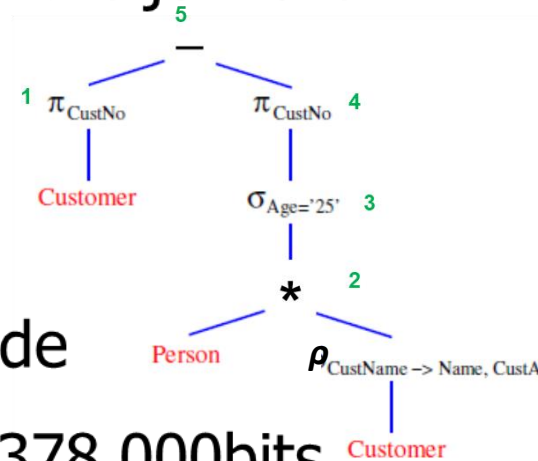 5
−
1 π CustNo π CustNo 4
Customer σ Age='25' 3
* 2
de Person ρ CustName −> Name, CustA
378.000bits Customer